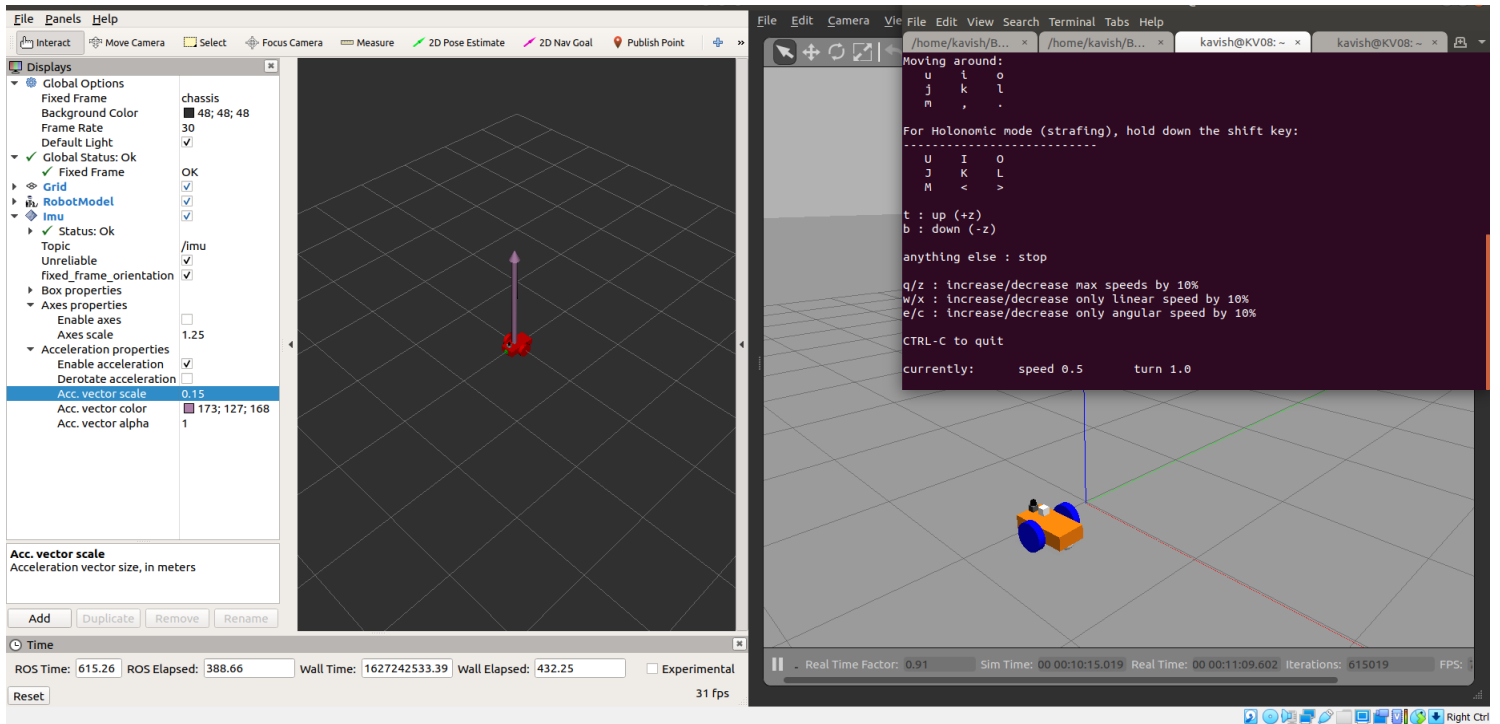 File Panels Help
Interact Move Camera Select Focus Camera Measure 2D Pose Estimate 2D Nav Goal Publish Point »
Displays
Global Options
Fixed Frame chassis
Background Color 48; 48; 48
Frame Rate 30
Default Light
Global Status: Ok
Fixed Frame OK
Grid
RobotModel
Imu
Status: Ok
Topic /imu
Unreliable
fixed_frame_orientation
Box properties
Axes properties
Enable axes
Axes scale 1.25
Acceleration properties
Enable acceleration
Derotate acceleration
Acc. vector scale 0.15
Acc. vector color 173; 127; 168
Acc. vector alpha 1
Acc. vector scale
Acceleration vector size, in meters
Add Duplicate Remove Rename
Time
ROS Time: 615.26 ROS Elapsed: 388.66 Wall Time: 1627242533.39 Wall Elapsed: 432.25 Experimental
Reset 31 fps
File Edit Camera Vie
File Edit View Search Terminal Tabs Help
/home/kavish/B... × /home/kavish/B... × kavish@KV08: ~ × kavish@KV08: ~ ×
Moving around:
u i o
j k l
m , .
For Holonomic mode (strafing), hold down the shift key:
---------------------------
U I O
J K L
M < >
t : up (+z)
b : down (-z)
anything else : stop
q/z : increase/decrease max speeds by 10%
w/x : increase/decrease only linear speed by 10%
e/c : increase/decrease only angular speed by 10%
CTRL-C to quit
currently: speed 0.5 turn 1.0
Real Time Factor: 0.91 Sim Time: 00 00:10:15.019 Real Time: 00 00:11:09.602 Iterations: 615019 FPS:
Right Ctrl